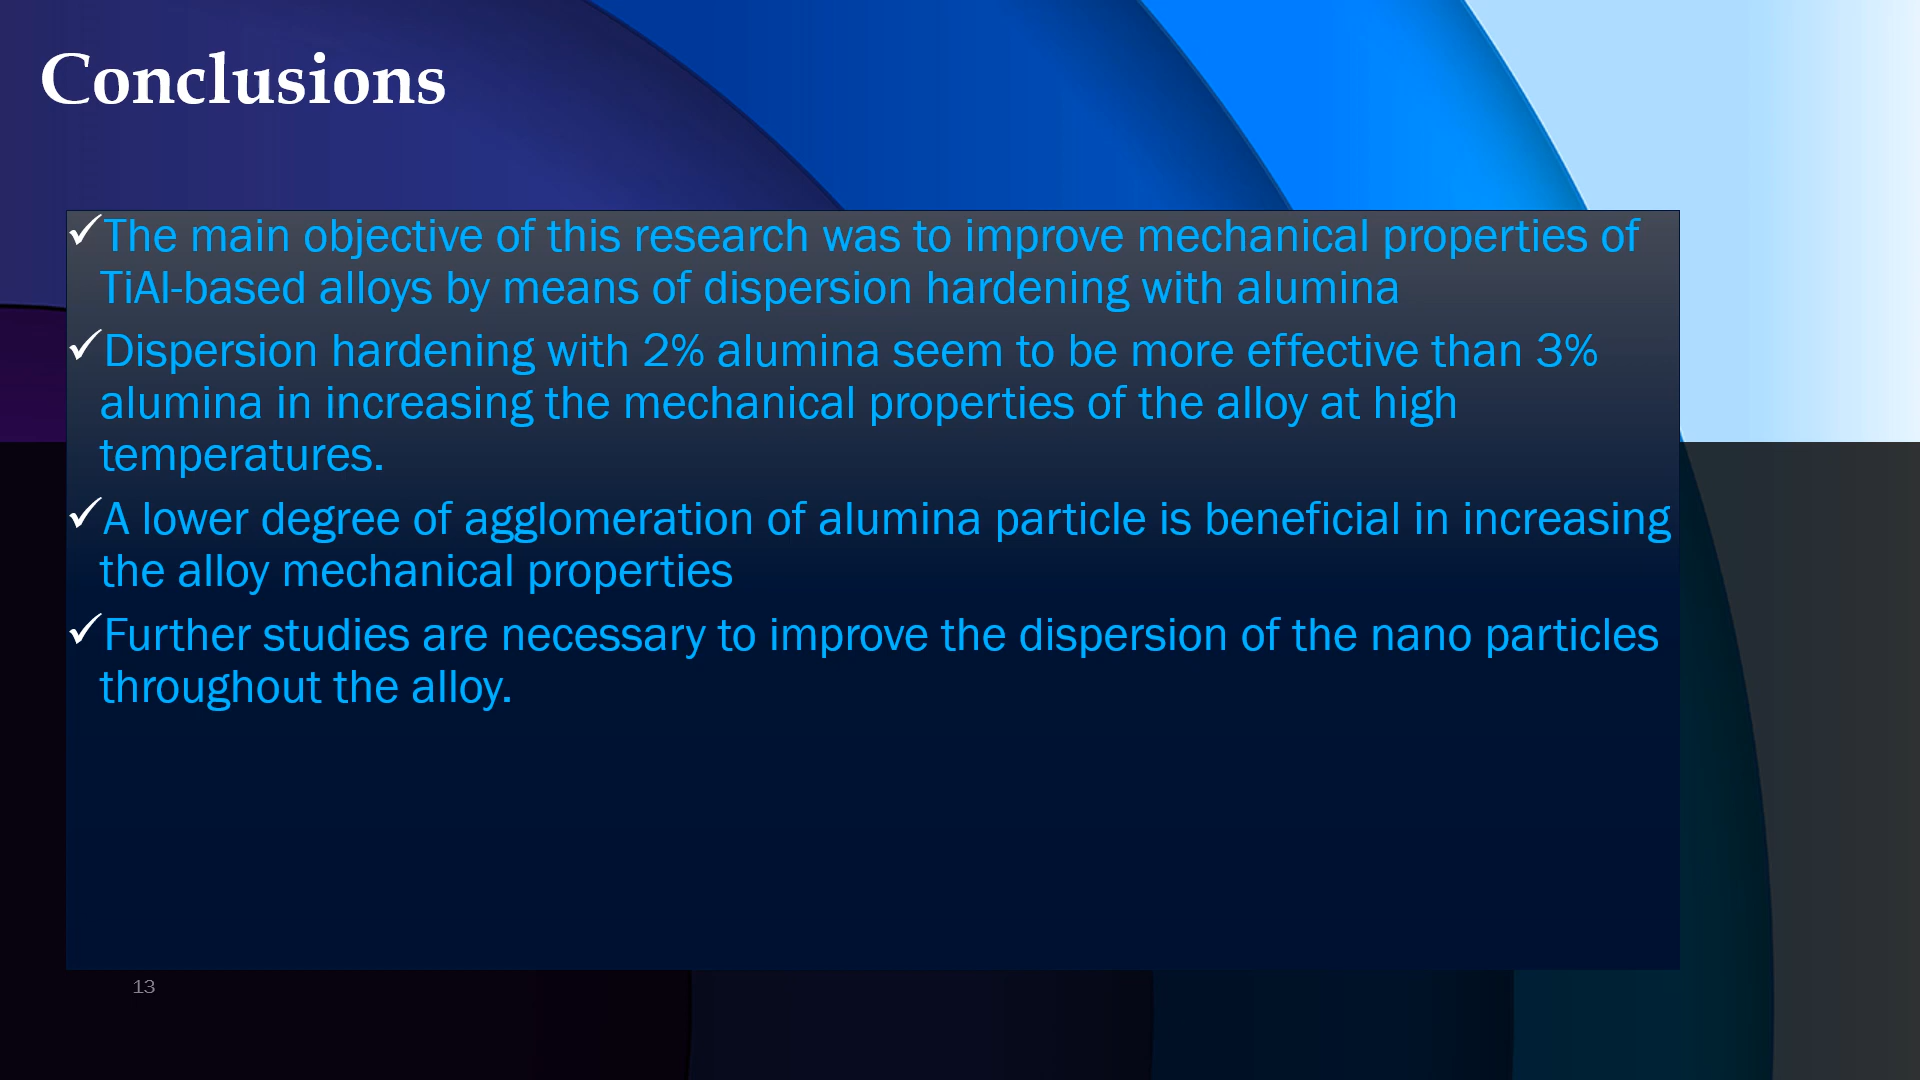 Conclusions
✓The main objective of this research was to improve mechanical properties of
TiAl-based alloys by means of dispersion hardening with alumina
✓Dispersion hardening with 2% alumina seem to be more effective than 3%
alumina in increasing the mechanical properties of the alloy at high
temperatures.
✓A lower degree of agglomeration of alumina particle is beneficial in increasing
the alloy mechanical properties
✓Further studies are necessary to improve the dispersion of the nano particles
throughout the alloy.
13